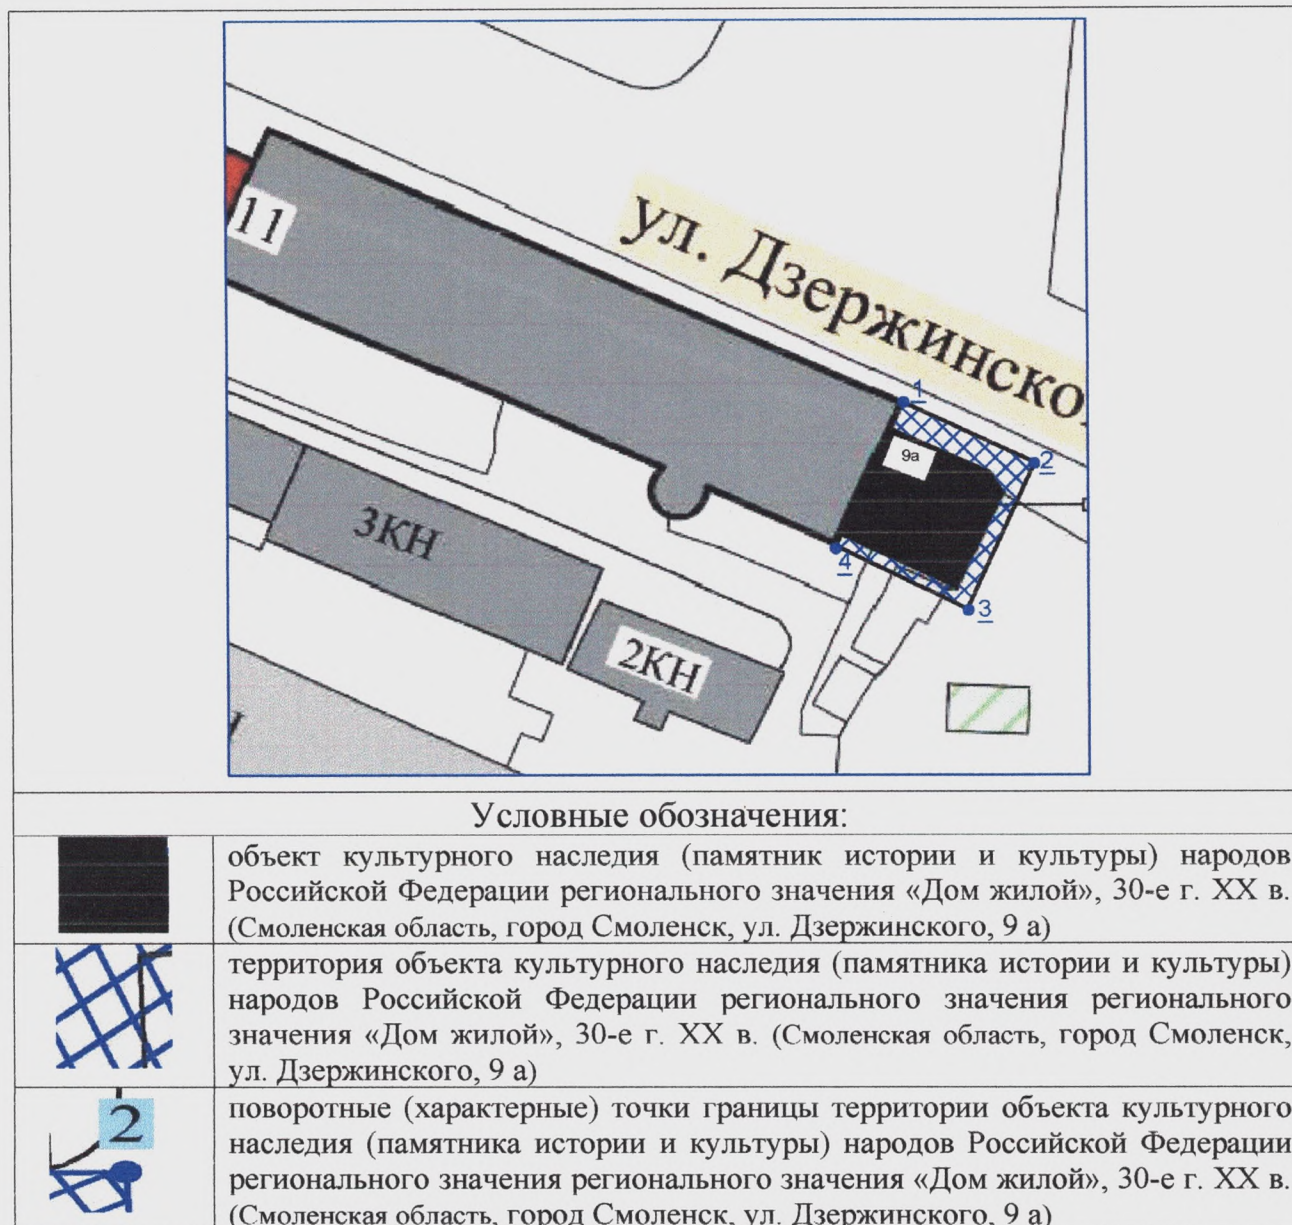 11
ул. Дзержинско
1
9а
2
3КН
4
3
2КН
Условные обозначения:
объект культурного наследия (памятник истории и культуры) народов
Российской Федерации регионального значения «Дом жилой», 30-е г. XX в.
(Смоленская область, город Смоленск, ул. Дзержинского, 9 а)
территория объекта культурного наследия (памятника истории и культуры)
народов Российской Федерации регионального значения регионального
значения «Дом жилой», 30-е г. XX в. (Смоленская область, город Смоленск,
ул. Дзержинского, 9 а)
2
поворотные (характерные) точки границы территории объекта культурного
наследия (памятника истории и культуры) народов Российской Федерации
регионального значения регионального значения «Дом жилой», 30-е г. XX в.
(Смоленская область, город Смоленск, ул. Дзержинского, 9 а)